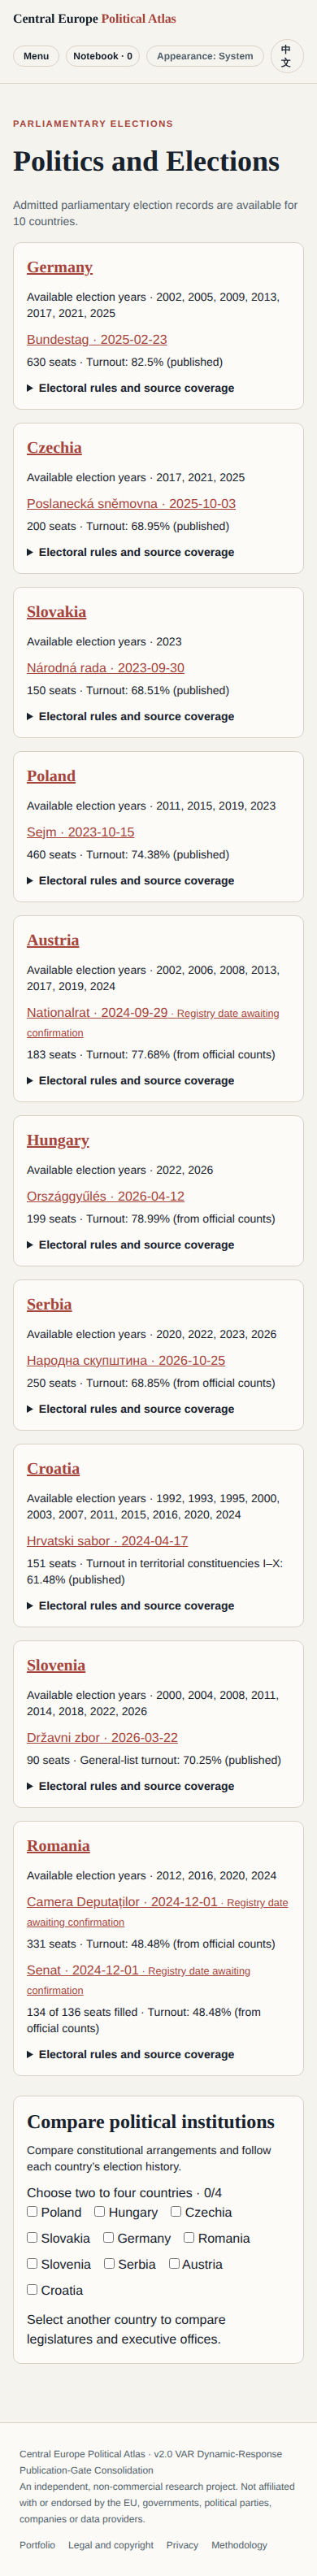 Central Europe Political Atlas
Menu
Notebook · 0
Appearance: System
中
文
PARLIAMENTARY ELECTIONS
Politics and Elections
Admitted parliamentary election records are available for
10 countries.
Germany
Available election years · 2002, 2005, 2009, 2013,
2017, 2021, 2025
Bundestag · 2025-02-23
630 seats · Turnout: 82.5% (published)
▶ Electoral rules and source coverage
Czechia
Available election years · 2017, 2021, 2025
Poslanecká sněmovna · 2025-10-03
200 seats · Turnout: 68.95% (published)
▶ Electoral rules and source coverage
Slovakia
Available election years · 2023
Národná rada · 2023-09-30
150 seats · Turnout: 68.51% (published)
▶ Electoral rules and source coverage
Poland
Available election years · 2011, 2015, 2019, 2023
Sejm · 2023-10-15
460 seats · Turnout: 74.38% (published)
▶ Electoral rules and source coverage
Austria
Available election years · 2002, 2006, 2008, 2013,
2017, 2019, 2024
Nationalrat · 2024-09-29 · Registry date awaiting
confirmation
183 seats · Turnout: 77.68% (from official counts)
▶ Electoral rules and source coverage
Hungary
Available election years · 2022, 2026
Országgyűlés · 2026-04-12
199 seats · Turnout: 78.99% (from official counts)
▶ Electoral rules and source coverage
Serbia
Available election years · 2020, 2022, 2023, 2026
Народна скупштина · 2026-10-25
250 seats · Turnout: 68.85% (from official counts)
▶ Electoral rules and source coverage
Croatia
Available election years · 1992, 1993, 1995, 2000,
2003, 2007, 2011, 2015, 2016, 2020, 2024
Hrvatski sabor · 2024-04-17
151 seats · Turnout in territorial constituencies I–X:
61.48% (published)
▶ Electoral rules and source coverage
Slovenia
Available election years · 2000, 2004, 2008, 2011,
2014, 2018, 2022, 2026
Državni zbor · 2026-03-22
90 seats · General-list turnout: 70.25% (published)
▶ Electoral rules and source coverage
Romania
Available election years · 2012, 2016, 2020, 2024
Camera Deputaților · 2024-12-01 · Registry date
awaiting confirmation
331 seats · Turnout: 48.48% (from official counts)
Senat · 2024-12-01 · Registry date awaiting
confirmation
134 of 136 seats filled · Turnout: 48.48% (from
official counts)
▶ Electoral rules and source coverage
Compare political institutions
Compare constitutional arrangements and follow
each country’s election history.
Choose two to four countries · 0/4
Poland Hungary Czechia
Slovakia Germany Romania
Slovenia Serbia Austria
Croatia
Select another country to compare
legislatures and executive offices.
Central Europe Political Atlas · v2.0 VAR Dynamic-Response
Publication-Gate Consolidation
An independent, non-commercial research project. Not affiliated
with or endorsed by the EU, governments, political parties,
companies or data providers.
Portfolio Legal and copyright Privacy Methodology